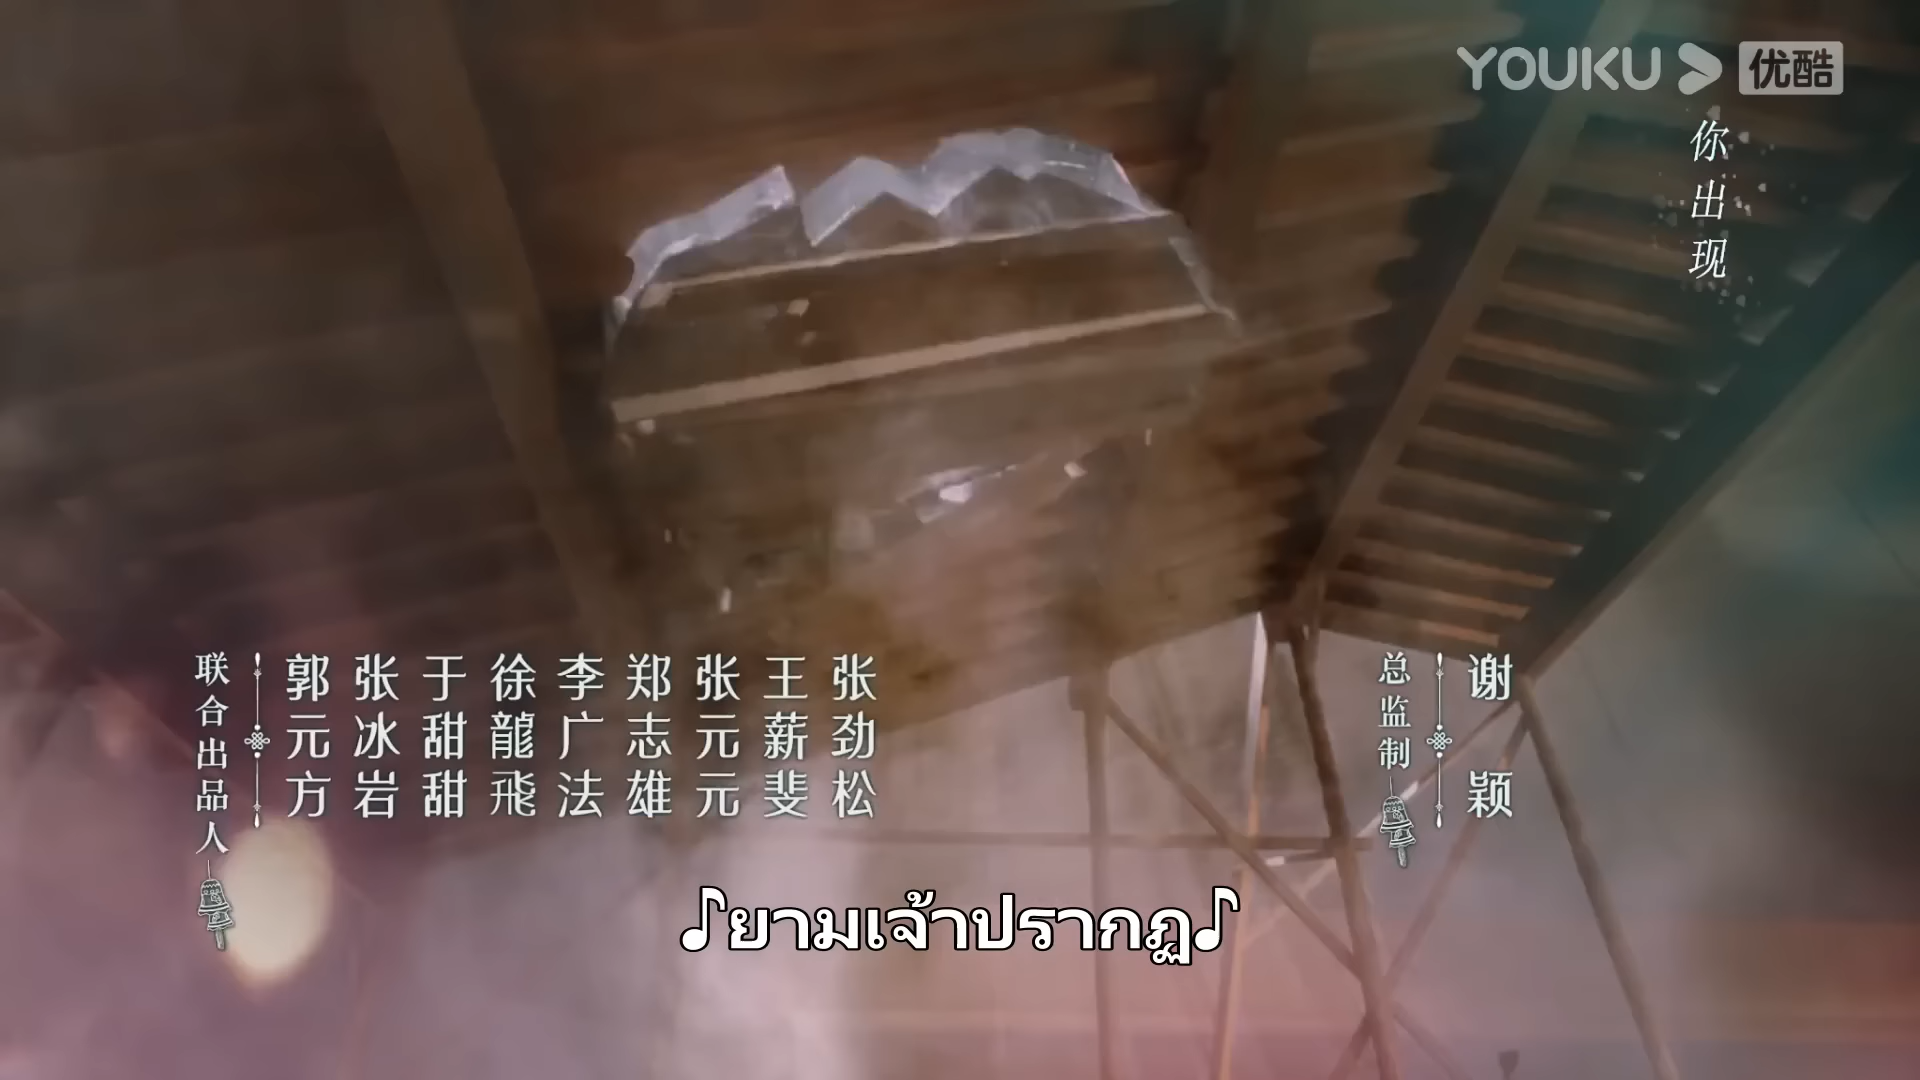 YOUKU 优酷
你出现
联合出品人
郭元方
张冰岩
于甜甜
徐龍飛
李广法
郑志雄
张元元
王薪斐
张劲松
总监制
谢颖
♪ยามเจ้าปรากฏ♪